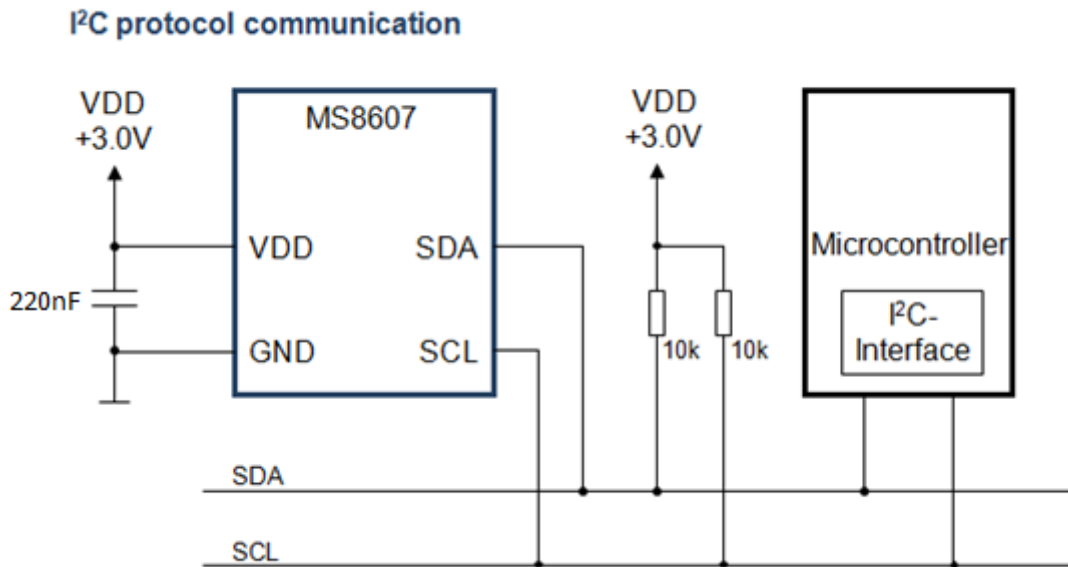 I²C protocol communication
VDD
+3.0V
MS8607
VDD
+3.0V
VDD
SDA
Microcontroller
220nF
I²C-
Interface
GND
SCL
10k
10k
SDA
SCL